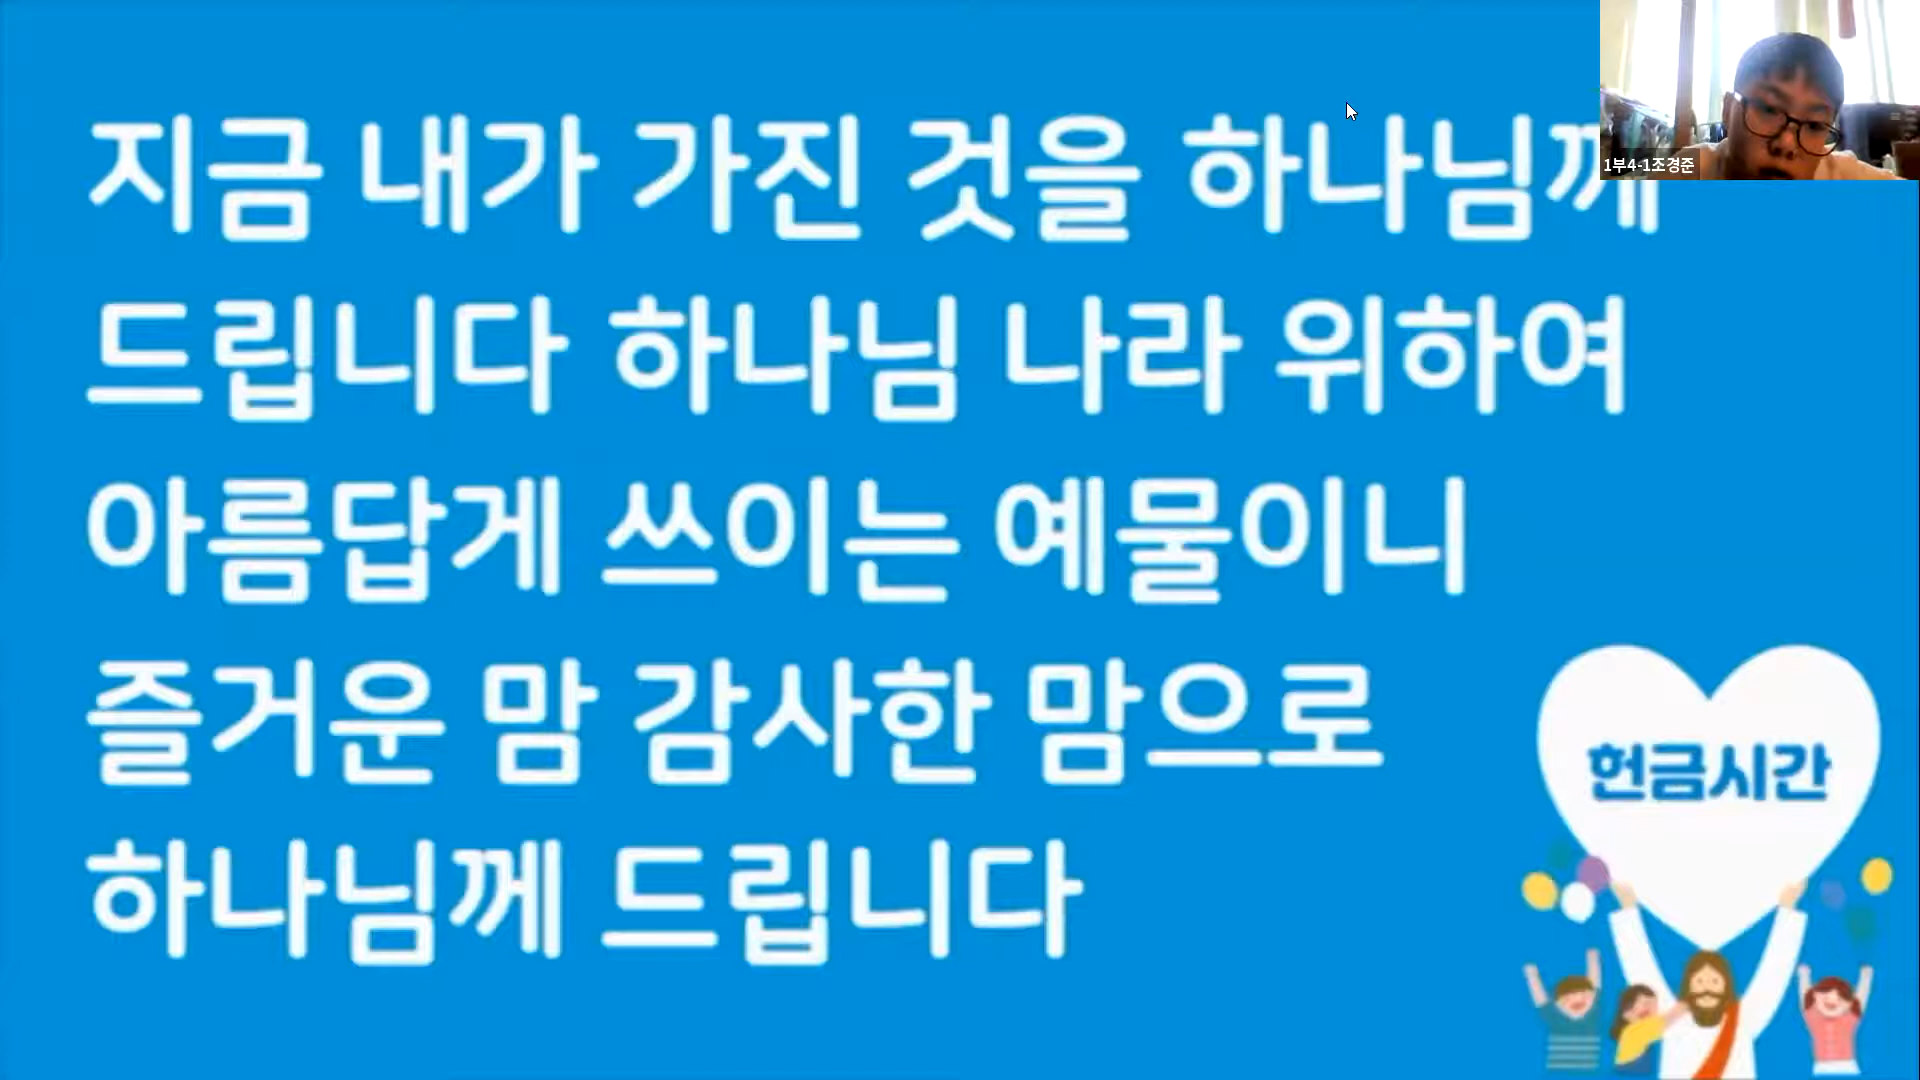 지금 내가 가진 것을 하나님께
드립니다 하나님 나라 위하여
아름답게 쓰이는 예물이니
즐거운 맘 감사한 맘으로
하나님께 드립니다
헌금시간
1부4-1조경준